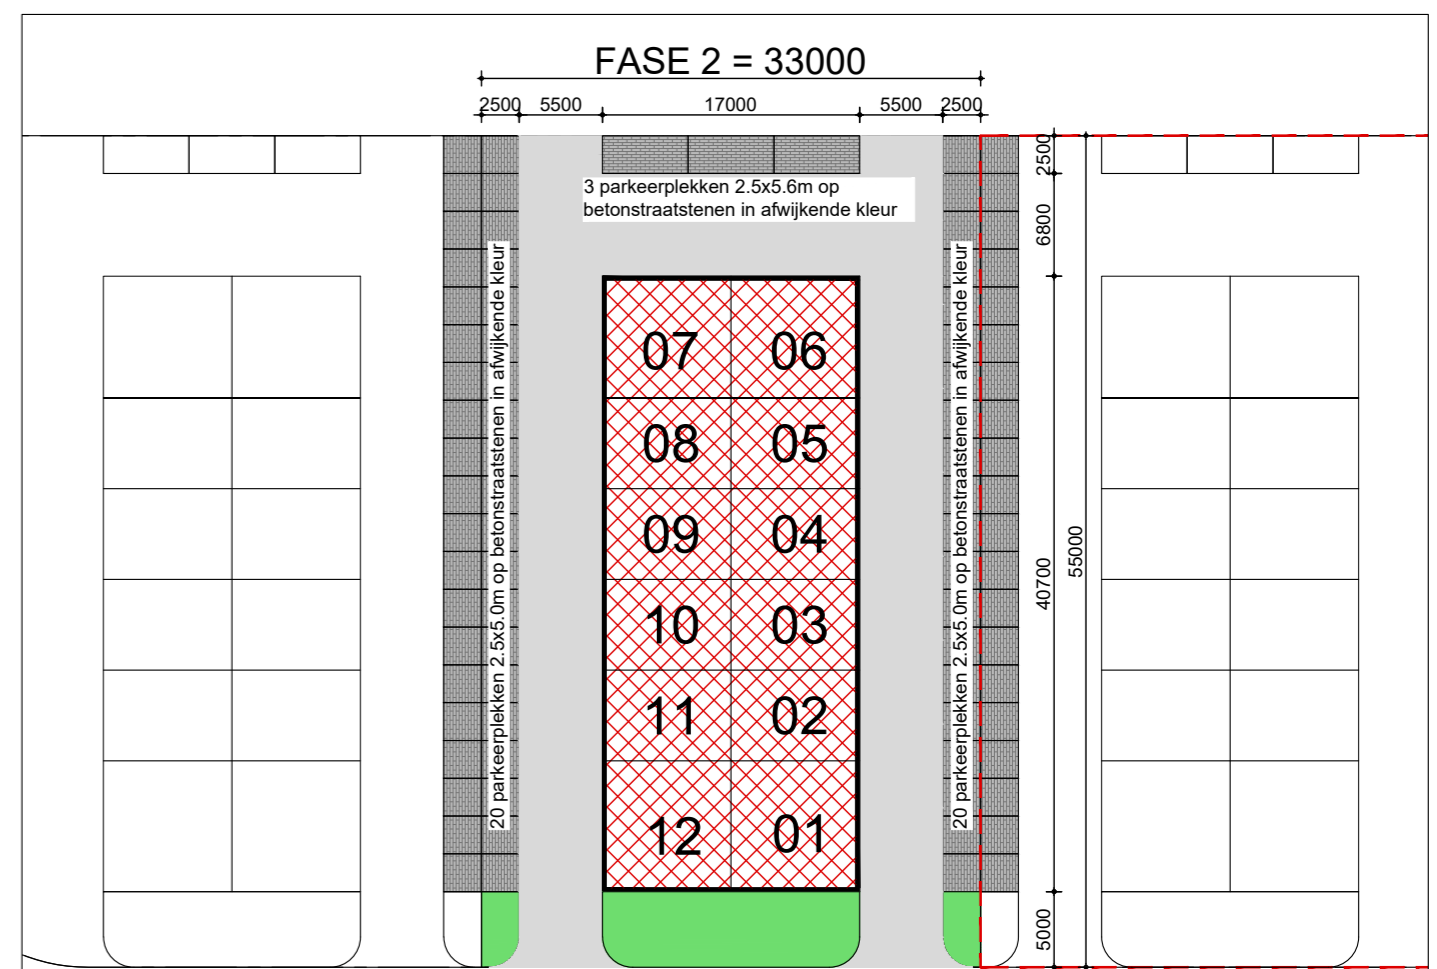 FASE 2 = 33000
2500 5500 17000 5500 2500
3 parkeerplekken 2.5x5.6m op
betonstraatstenen in afwijkende kleur
20 parkeerplekken 2.5x5.0m op betonstraatstenen in afwijkende kleur
07 06
08 05
09 04
10 03
11 02
12 01
20 parkeerplekken 2.5x5.0m op betonstraatstenen in afwijkende kleur
2500
6800
40700
5000
55000